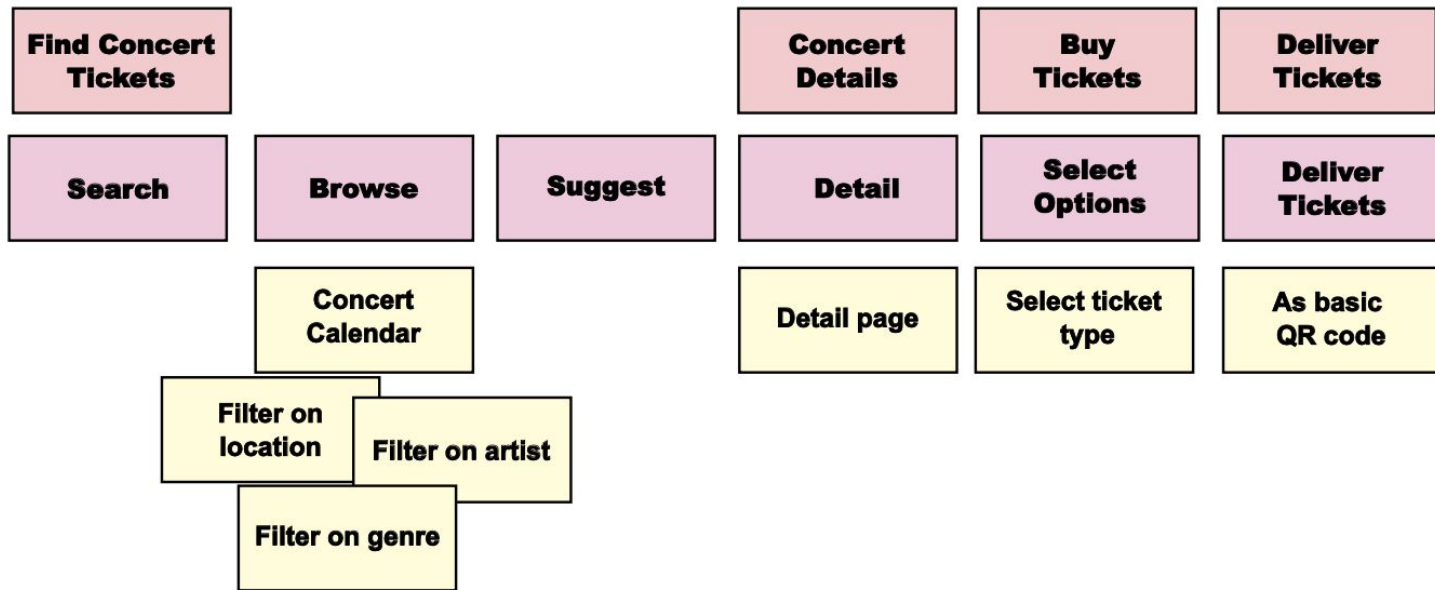 Find Concert
Tickets
Concert
Details
Buy
Tickets
Deliver
Tickets
Search
Browse
Suggest
Detail
Select
Options
Deliver
Tickets
Concert
Calendar
Detail page
Select ticket
type
As basic
QR code
Filter on
location
Filter on artist
Filter on genre